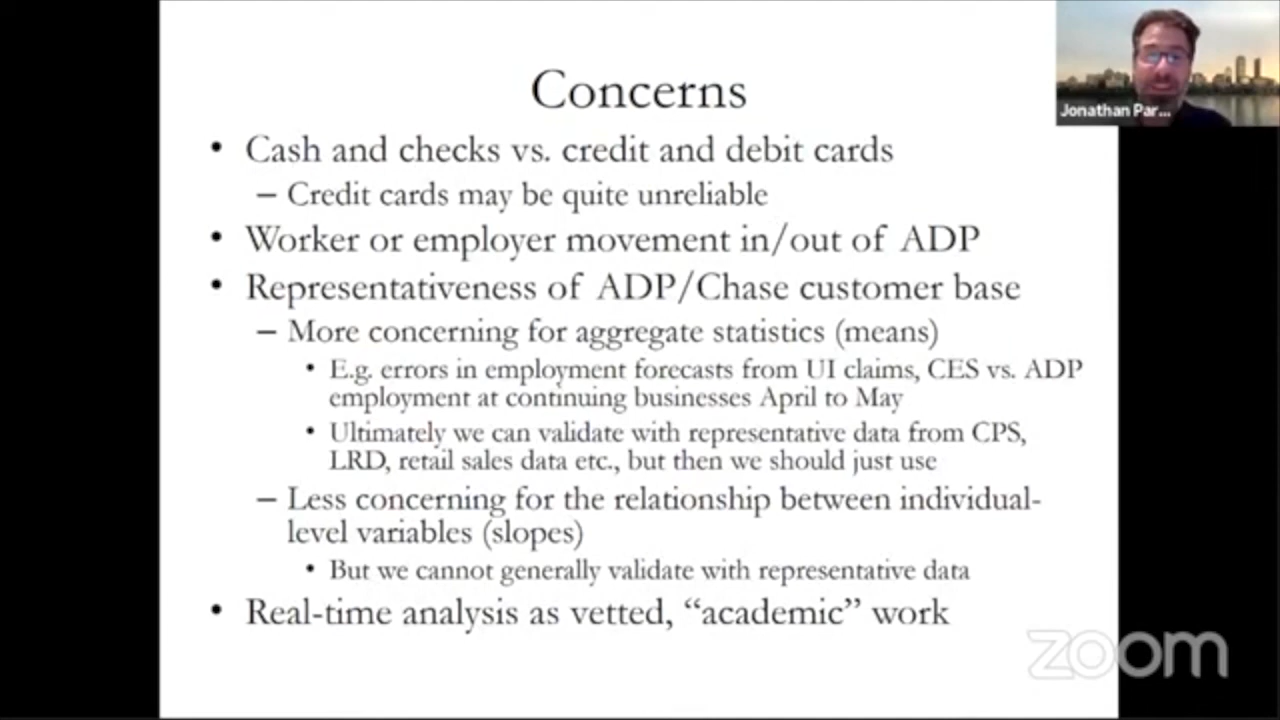 Concerns
Jonathan Par...
• Cash and checks vs. credit and debit cards
– Credit cards may be quite unreliable
• Worker or employer movement in/out of ADP
• Representativeness of ADP/Chase customer base
– More concerning for aggregate statistics (means)
• E.g. errors in employment forecasts from UI claims, CES vs. ADP
employment at continuing businesses April to May
• Ultimately we can validate with representative data from CPS,
LRD, retail sales data etc., but then we should just use
– Less concerning for the relationship between individual-
level variables (slopes)
• But we cannot generally validate with representative data
• Real-time analysis as vetted, “academic” work
zoom